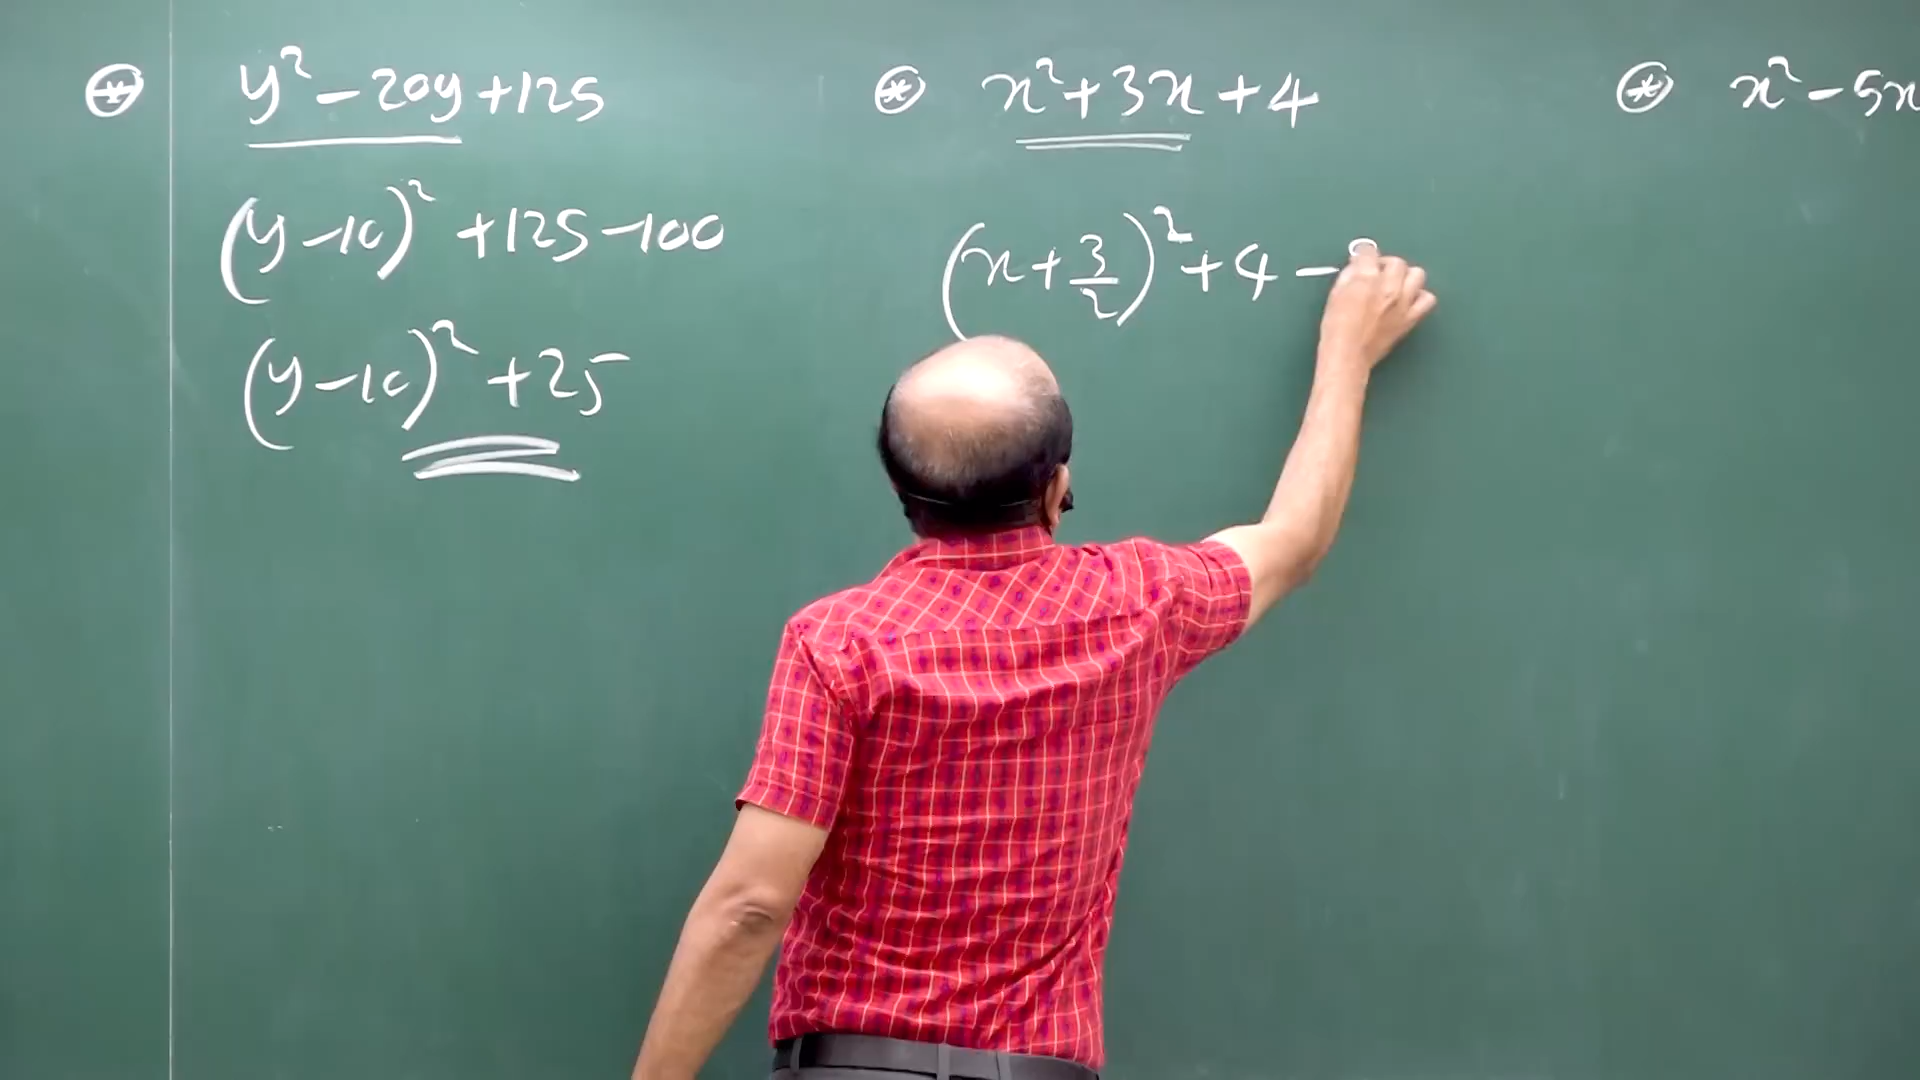 ⊛ y² - 20y + 125
(y - 10)² + 125 - 100
(y - 10)² + 25
⊛ x² + 3x + 4
(x + 3/2)² + 4 -
⊛ x² - 5x